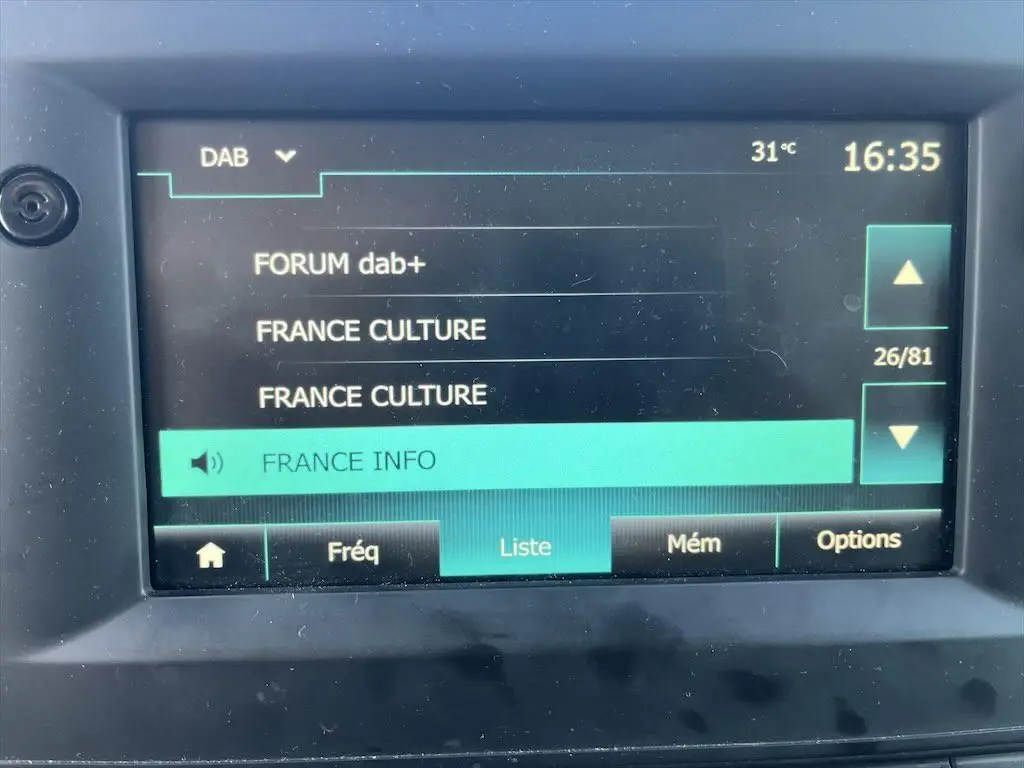 DAB
31°C
16:35
FORUM dab+
FRANCE CULTURE
26/81
FRANCE CULTURE
FRANCE INFO
Fréq
Liste
Mém
Options